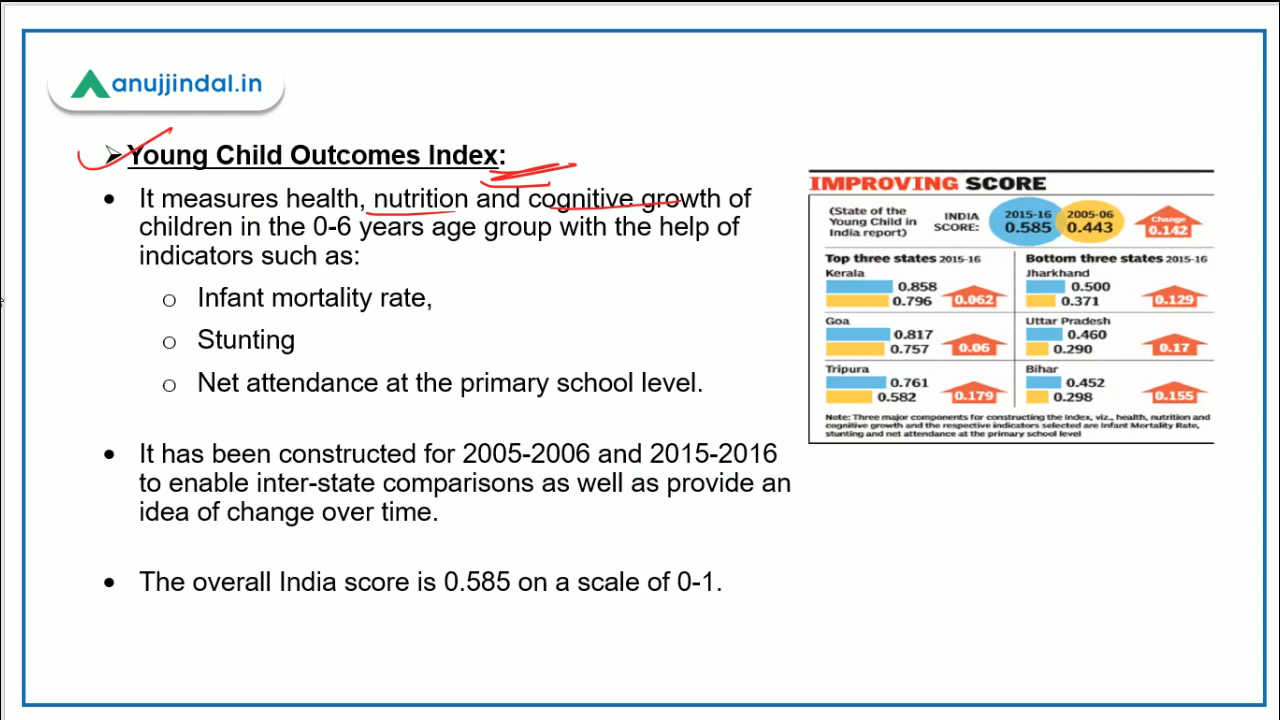 anujjindal.in
➤ Young Child Outcomes Index:
• It measures health, nutrition and cognitive growth of
children in the 0-6 years age group with the help of
indicators such as:
o Infant mortality rate,
o Stunting
o Net attendance at the primary school level.
• It has been constructed for 2005-2006 and 2015-2016
to enable inter-state comparisons as well as provide an
idea of change over time.
• The overall India score is 0.585 on a scale of 0-1.
IMPROVING SCORE
(State of the
Young Child in
India report)
INDIA
SCORE:
2015-16
0.585
2005-06
0.443
Change
0.142
Top three states 2015-16
Kerala
0.858
0.796
0.062
Goa
0.817
0.757
0.06
Tripura
0.761
0.582
0.179
Bottom three states 2015-16
Jharkhand
0.500
0.371
0.129
Uttar Pradesh
0.460
0.290
0.17
Bihar
0.452
0.298
0.155
Note: Three major components for constructing the index, viz., health, nutrition and
cognitive growth and the respective indicators selected are Infant Mortality Rate,
stunting and net attendance at the primary school level